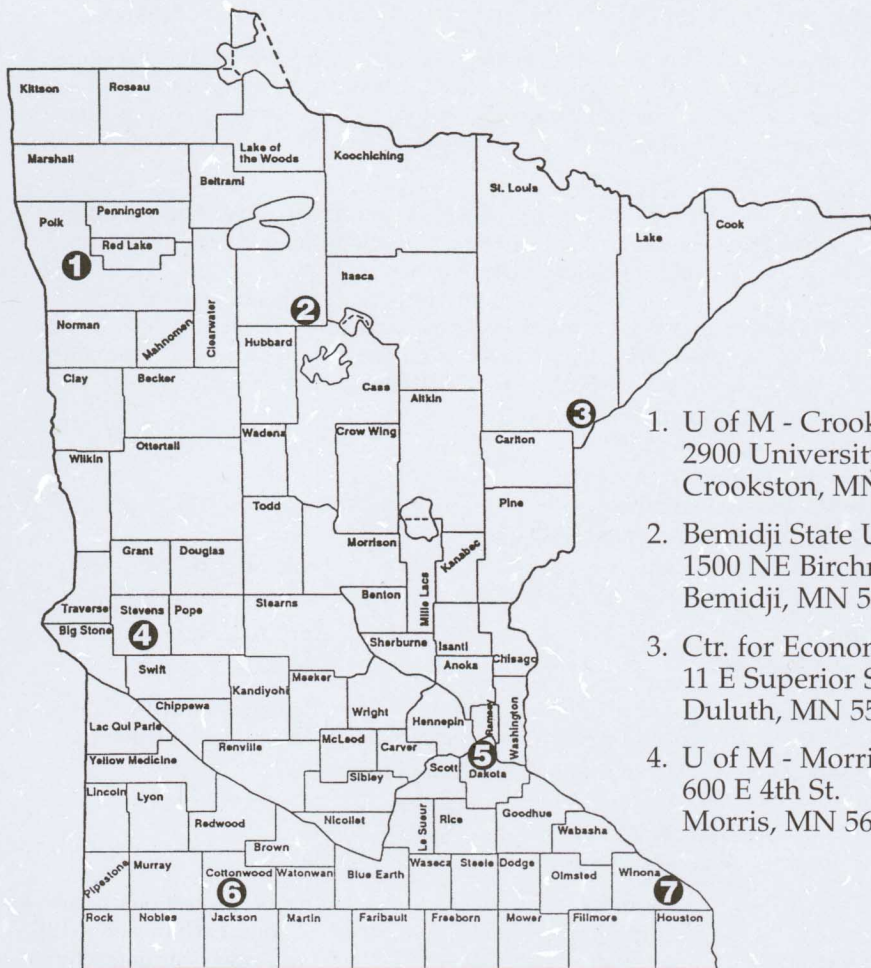 Kittson Roseau
Lake of
the Woods
Marshall Beltrami Koochiching
St. Louis
Polk Pennington
Red Lake Lake Cook
1
Itasca
2
Clearwater
Norman Mahnomen Hubbard
Clay Becker Cass
Aitkin
3
Wadena Crow Wing Carlton
Wilkin Ottertail
Todd Pine
Grant Douglas Morrison Kanabec
Mille Lacs
Traverse Stevens Pope Stearns Benton
Big Stone 4 Sherburne Isanti
Anoka Chisago
Swift Kandiyohi Meeker
Chippewa Wright
Lac Qui Parle Hennepin Ramsey Washington
Renville McLeod Carver 5
Yellow Medicine Scott Dakota
Sibley
Lincoln Lyon
Redwood Nicollet Le Sueur Rice Goodhue
Wabasha
Brown
Pipestone Murray Cottonwood Watonwan Blue Earth Waseca Steele Dodge Olmsted Winona
6 7
Rock Nobles Jackson Martin Faribault Freeborn Mower Fillmore Houston
1. U of M - Crook
2900 University
Crookston, MN
2. Bemidji State U
1500 NE Birchm
Bemidji, MN 5
3. Ctr. for Econom
11 E Superior S
Duluth, MN 55
4. U of M - Morri
600 E 4th St.
Morris, MN 56